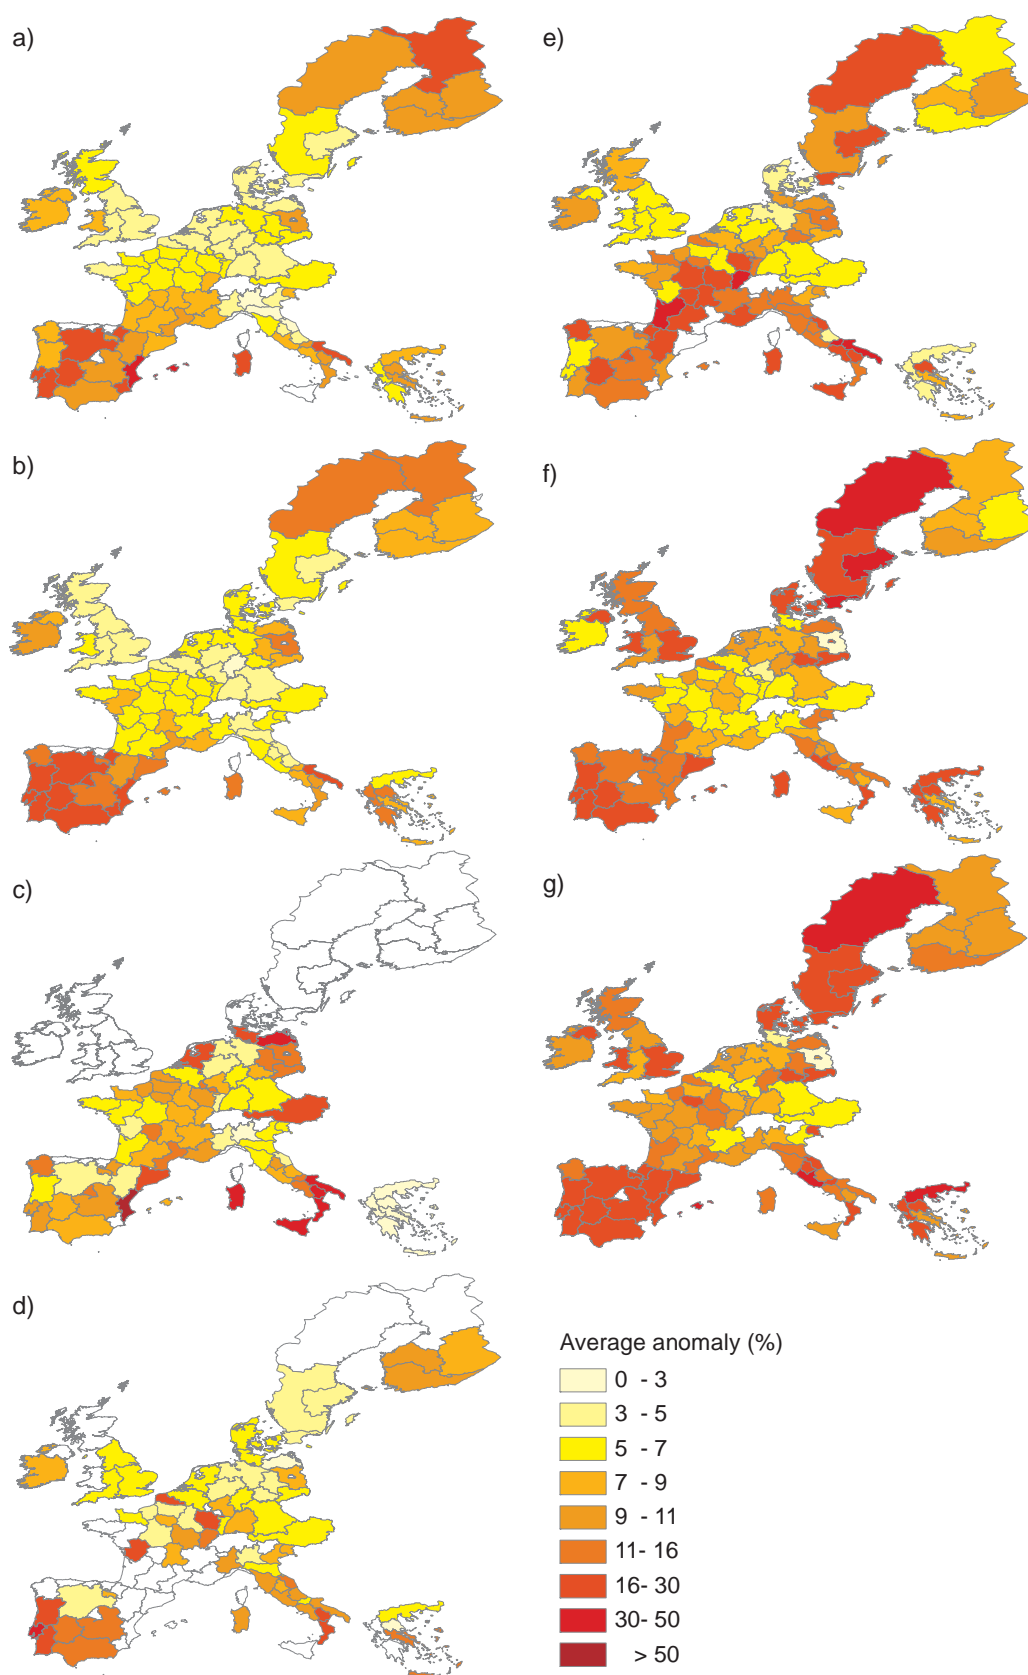 a)
e)
b)
f)
c)
g)
d)
Average anomaly (%)
0 - 3
3 - 5
5 - 7
7 - 9
9 - 11
11- 16
16- 30
30- 50
> 50